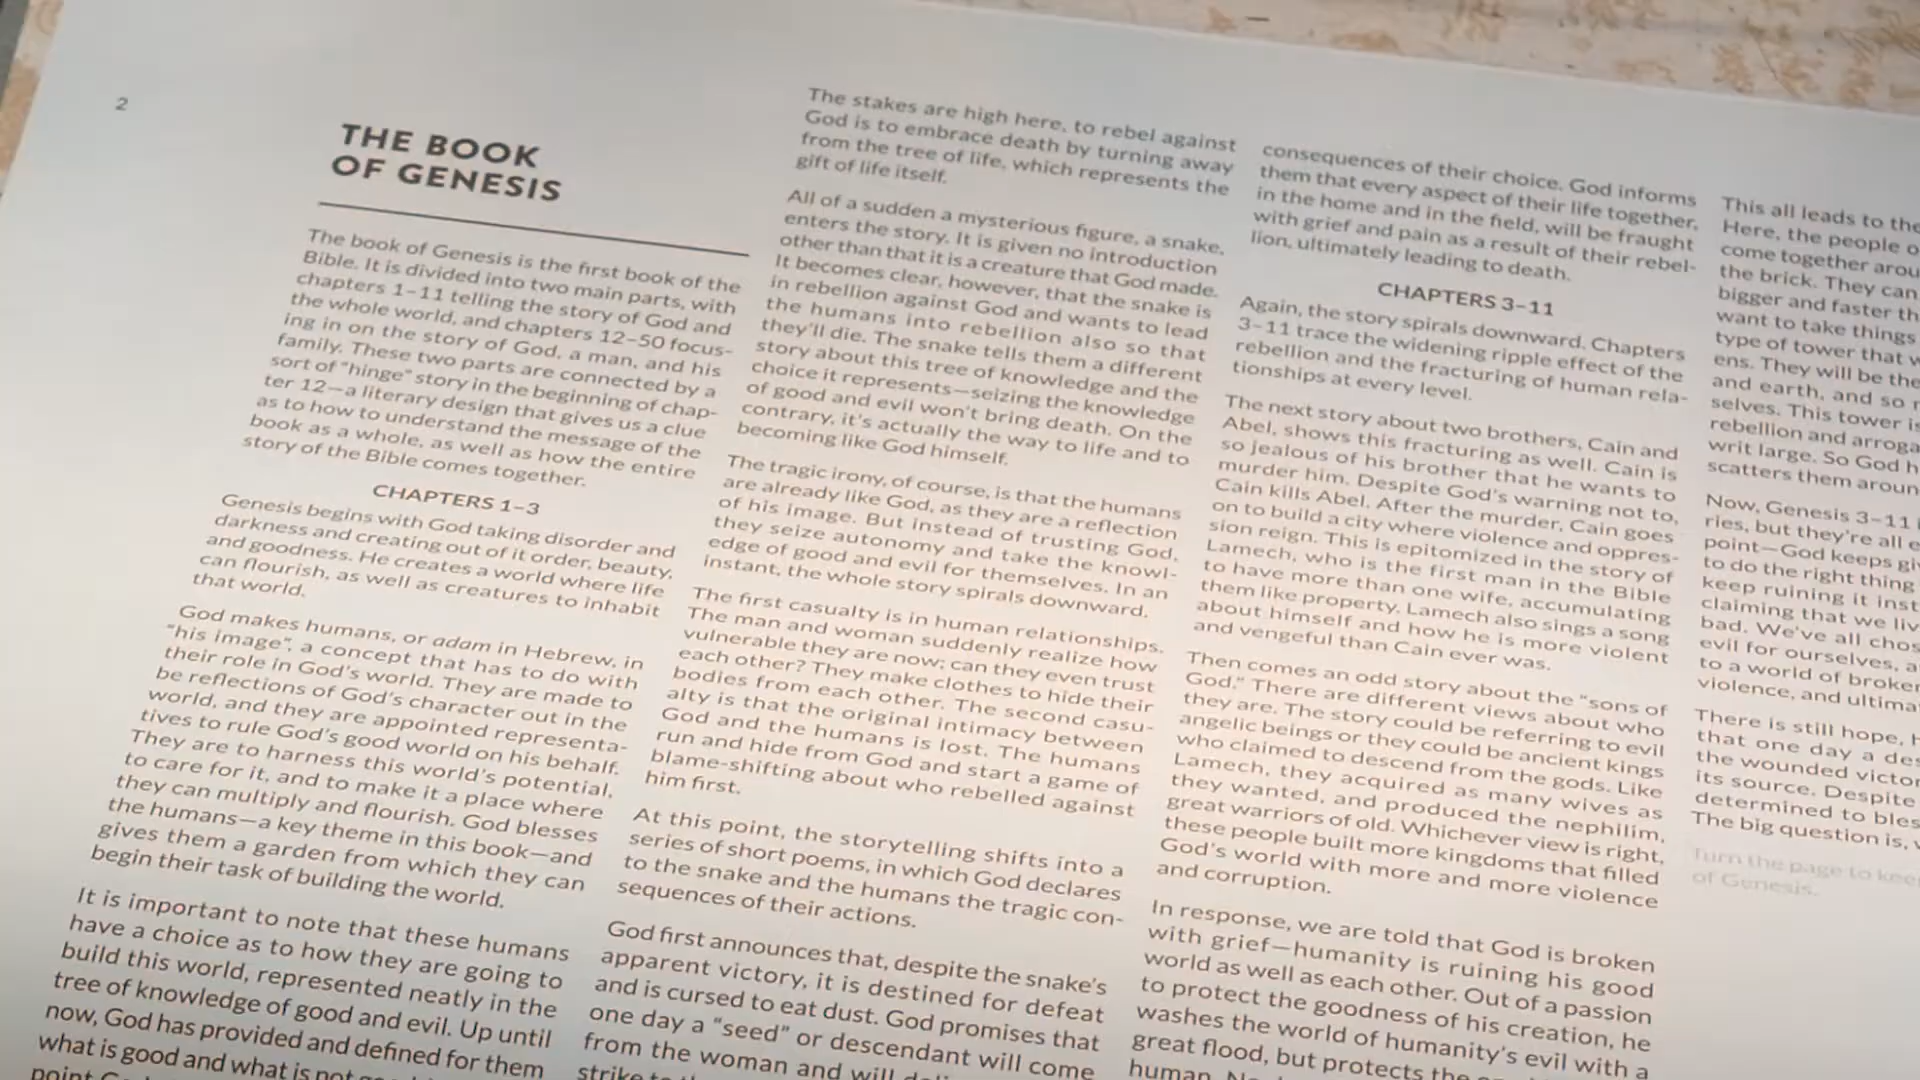 2
THE BOOK
OF GENESIS
The book of Genesis is the first book of the
Bible. It is divided into two main parts, with
chapters 1–11 telling the story of God and
the whole world, and chapters 12–50 focus-
ing in on the story of God, a man, and his
family. These two parts are connected by a
sort of “hinge” story in the beginning of chap-
ter 12—a literary design that gives us a clue
as to how to understand the message of the
book as a whole, as well as how the entire
story of the Bible comes together.
CHAPTERS 1–3
Genesis begins with God taking disorder and
darkness and creating out of it order, beauty,
and goodness. He creates a world where life
can flourish, as well as creatures to inhabit
that world.
God makes humans, or adam in Hebrew, in
“his image”, a concept that has to do with
their role in God’s world. They are made to
be reflections of God’s character out in the
world, and they are appointed representa-
tives to rule God’s good world on his behalf.
They are to harness this world’s potential,
to care for it, and to make it a place where
they can multiply and flourish. God blesses
the humans—a key theme in this book—and
gives them a garden from which they can
begin their task of building the world.
It is important to note that these humans
have a choice as to how they are going to
build this world, represented neatly in the
tree of knowledge of good and evil. Up until
now, God has provided and defined for them
what is good and what is not
The stakes are high here, to rebel against
God is to embrace death by turning away
from the tree of life, which represents the
gift of life itself.
All of a sudden a mysterious figure, a snake,
enters the story. It is given no introduction
other than that it is a creature that God made.
It becomes clear, however, that the snake is
in rebellion against God and wants to lead
the humans into rebellion also so that
they’ll die. The snake tells them a different
story about this tree of knowledge and the
choice it represents—seizing the knowledge
of good and evil won’t bring death. On the
contrary, it’s actually the way to life and to
becoming like God himself.
The tragic irony, of course, is that the humans
are already like God, as they are a reflection
of his image. But instead of trusting God,
they seize autonomy and take the knowl-
edge of good and evil for themselves. In an
instant, the whole story spirals downward.
The first casualty is in human relationships.
The man and woman suddenly realize how
vulnerable they are now; can they even trust
each other? They make clothes to hide their
bodies from each other. The second casu-
alty is that the original intimacy between
God and the humans is lost. The humans
run and hide from God and start a game of
blame-shifting about who rebelled against
him first.
At this point, the storytelling shifts into a
series of short poems, in which God declares
to the snake and the humans the tragic con-
sequences of their actions.
God first announces that, despite the snake’s
apparent victory, it is destined for defeat
and is cursed to eat dust. God promises that
one day a “seed” or descendant will come
from the woman and will
strike
consequences of their choice. God informs
them that every aspect of their life together,
in the home and in the field, will be fraught
with grief and pain as a result of their rebel-
lion, ultimately leading to death.
CHAPTERS 3–11
Again, the story spirals downward. Chapters
3–11 trace the widening ripple effect of the
rebellion and the fracturing of human rela-
tionships at every level.
The next story about two brothers, Cain and
Abel, shows this fracturing as well. Cain is
so jealous of his brother that he wants to
murder him. Despite God’s warning not to,
Cain kills Abel. After the murder, Cain goes
on to build a city where violence and oppres-
sion reign. This is epitomized in the story of
Lamech, who is the first man in the Bible
to have more than one wife, accumulating
them like property. Lamech also sings a song
about himself and how he is more violent
and vengeful than Cain ever was.
Then comes an odd story about the “sons of
God.” There are different views about who
they are. The story could be referring to evil
angelic beings or they could be ancient kings
who claimed to descend from the gods. Like
Lamech, they acquired as many wives as
they wanted, and produced the nephilim,
great warriors of old. Whichever view is right,
these people built more kingdoms that filled
God’s world with more and more violence
and corruption.
In response, we are told that God is broken
with grief—humanity is ruining his good
world as well as each other. Out of a passion
to protect the goodness of his creation, he
washes the world of humanity’s evil with a
great flood, but protects the
human,
This all leads to the
Here, the people o
come together arou
the brick. They can
bigger and faster th
want to take things
type of tower that w
ens. They will be the
and earth, and so
selves. This tower is
rebellion and arroga
writ large. So God h
scatters them aroun
Now, Genesis 3–11
ries, but they’re all e
point—God keeps gi
to do the right thing
keep ruining it inst
claiming that we liv
bad. We’ve all chos
evil for ourselves, a
to a world of broken
violence, and ultima
There is still hope, h
that one day a des
the wounded victor
its source. Despite
determined to bles
The big question is,
Turn the page to kee
of Genesis.